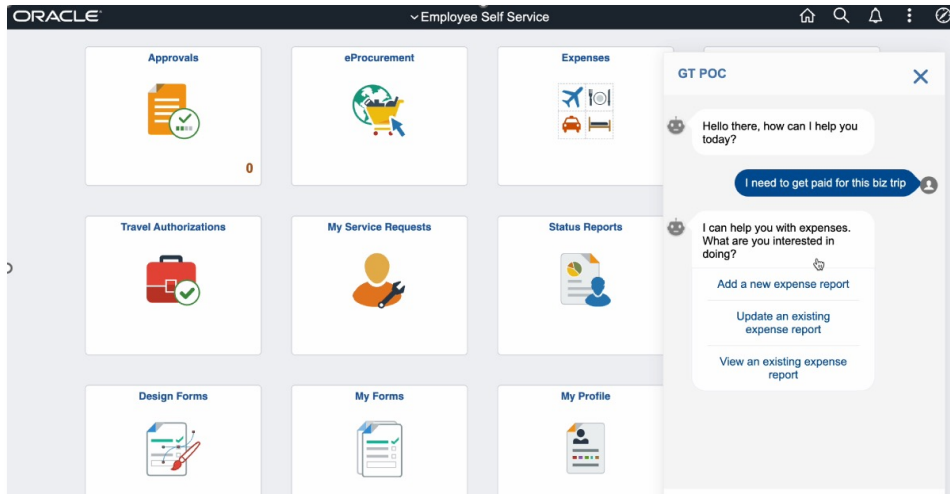 ORACLE
Employee Self Service
Approvals
eProcurement
Expenses
0
Travel Authorizations
My Service Requests
Status Reports
Design Forms
My Forms
My Profile
GT POC
Hello there, how can I help you
today?
I need to get paid for this biz trip
I can help you with expenses.
What are you interested in
doing?
Add a new expense report
Update an existing
expense report
View an existing expense
report